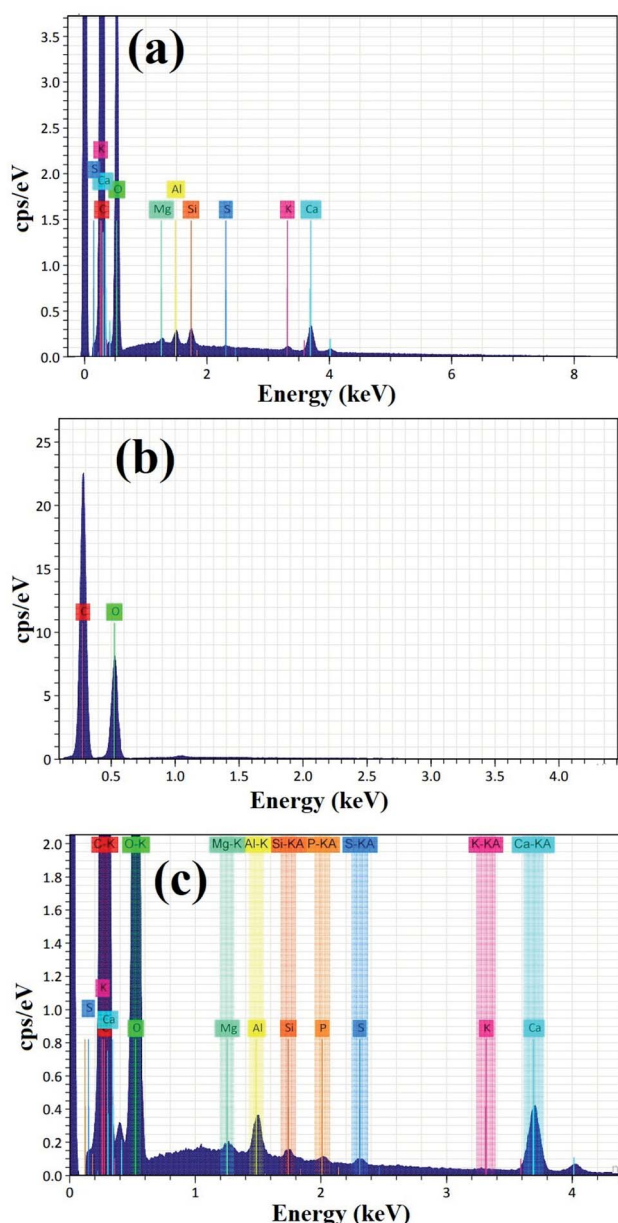 (a)
cps/eV
3.5
3.0
2.5
2.0
1.5
1.0
0.5
0.0
K
S
Ca
C
O
Mg
Al
Si
S
K
Ca
0 2 4 6 8
Energy (keV)
(b)
cps/eV
25
20
15
10
5
0
C
O
0.5 1.0 1.5 2.0 2.5 3.0 3.5 4.0
Energy (keV)
(c)
cps/eV
2.0
1.8
1.6
1.4
1.2
1.0
0.8
0.6
0.4
0.2
0.0
C-K O-K Mg-K Al-K Si-KA P-KA S-KA K-KA Ca-KA
K
S
Ca
O Mg Al Si P S K Ca
0 1 2 3 4
Energy (keV)